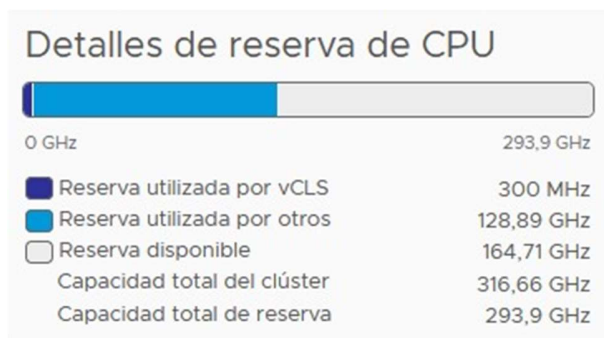 Detalles de reserva de CPU
0 GHz 293,9 GHz
Reserva utilizada por vCLS 300 MHz
Reserva utilizada por otros 128,89 GHz
Reserva disponible 164,71 GHz
Capacidad total del clúster 316,66 GHz
Capacidad total de reserva 293,9 GHz